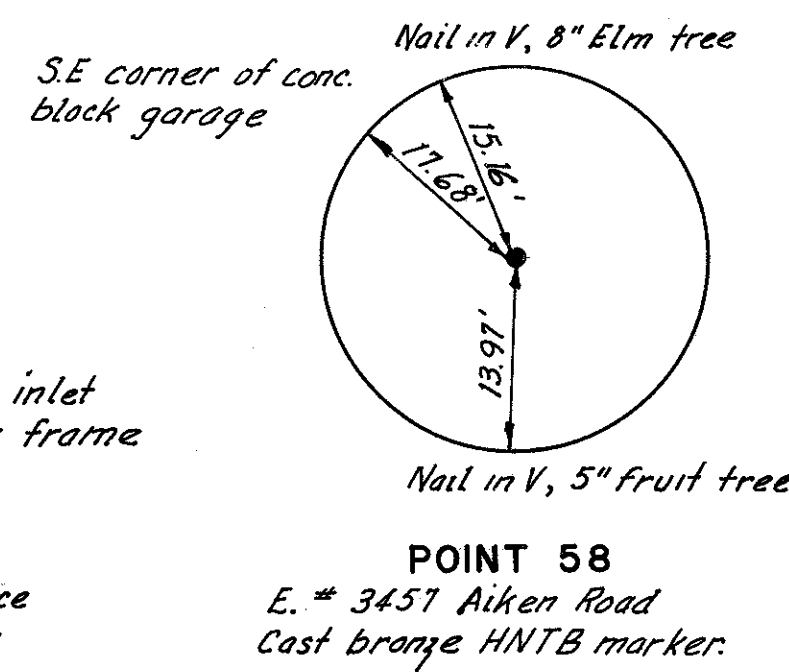 Nail in V, 8" Elm tree
S.E corner of conc.
block garage
15.16'
17.68'
13.97'
inlet
frame
Nail in V, 5" fruit tree
POINT 58
E. # 3457 Aiken Road
Cast bronze HNTB marker.